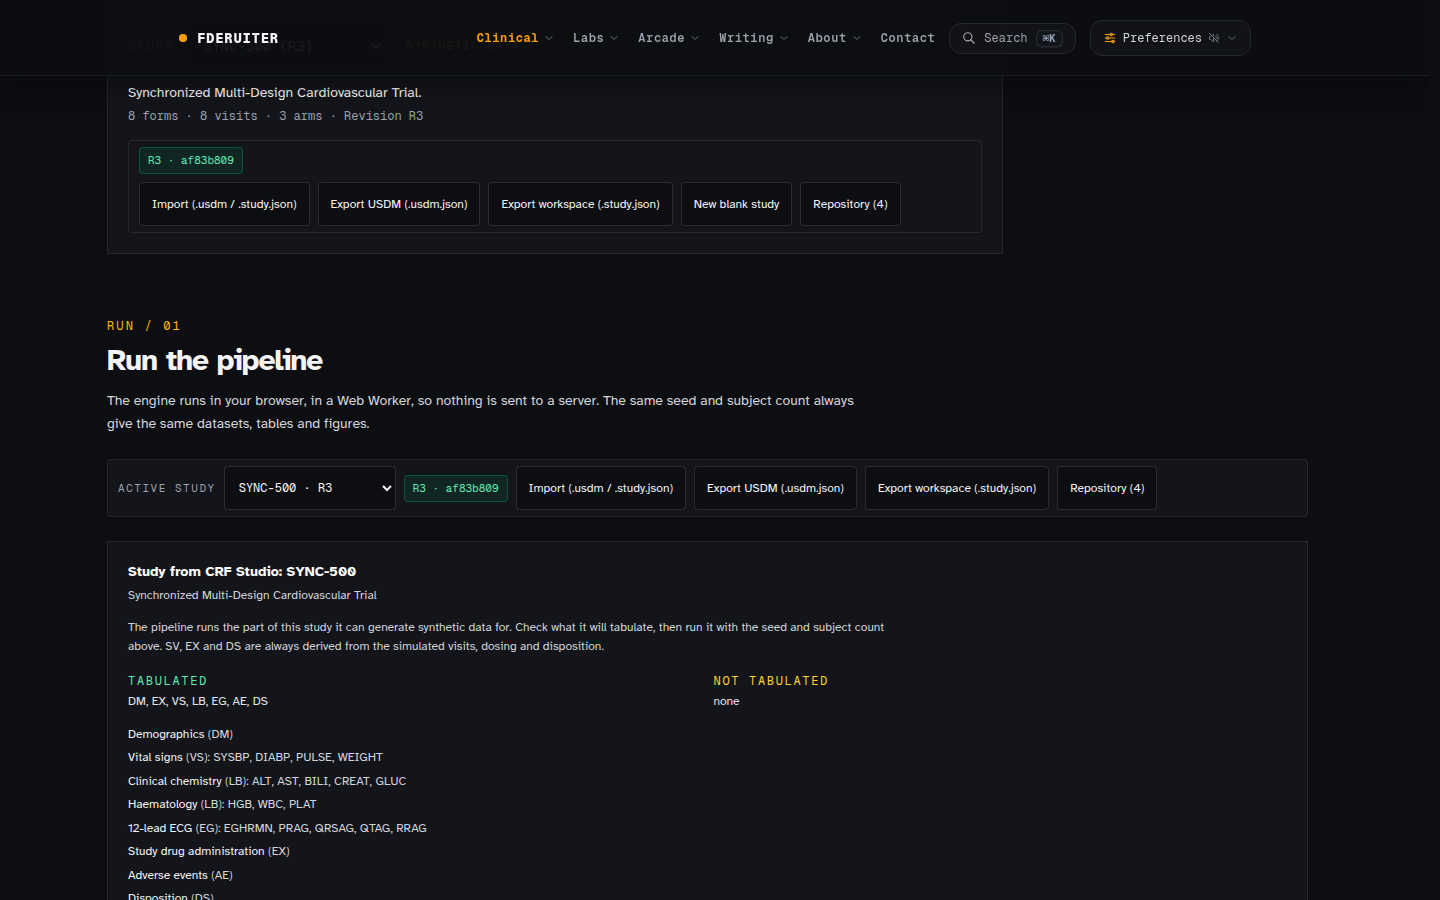 FDERUITER
Clinical
Labs
Arcade
Writing
About
Contact
Search ⌘K
Preferences
Synchronized Multi-Design Cardiovascular Trial.
8 forms · 8 visits · 3 arms · Revision R3
R3 · af83b809
Import (.usdm / .study.json)
Export USDM (.usdm.json)
Export workspace (.study.json)
New blank study
Repository (4)
RUN / 01
Run the pipeline
The engine runs in your browser, in a Web Worker, so nothing is sent to a server. The same seed and subject count always
give the same datasets, tables and figures.
ACTIVE STUDY
SYNC-500 · R3
R3 · af83b809
Import (.usdm / .study.json)
Export USDM (.usdm.json)
Export workspace (.study.json)
Repository (4)
Study from CRF Studio: SYNC-500
Synchronized Multi-Design Cardiovascular Trial
The pipeline runs the part of this study it can generate synthetic data for. Check what it will tabulate, then run it with the seed and subject count
above. SV, EX and DS are always derived from the simulated visits, dosing and disposition.
TABULATED
DM, EX, VS, LB, EG, AE, DS
NOT TABULATED
none
Demographics (DM)
Vital signs (VS): SYSBP, DIABP, PULSE, WEIGHT
Clinical chemistry (LB): ALT, AST, BILI, CREAT, GLUC
Haematology (LB): HGB, WBC, PLAT
12-lead ECG (EG): EGHRMN, PRAG, QRSAG, QTAG, RRAG
Study drug administration (EX)
Adverse events (AE)
Disposition (DS)